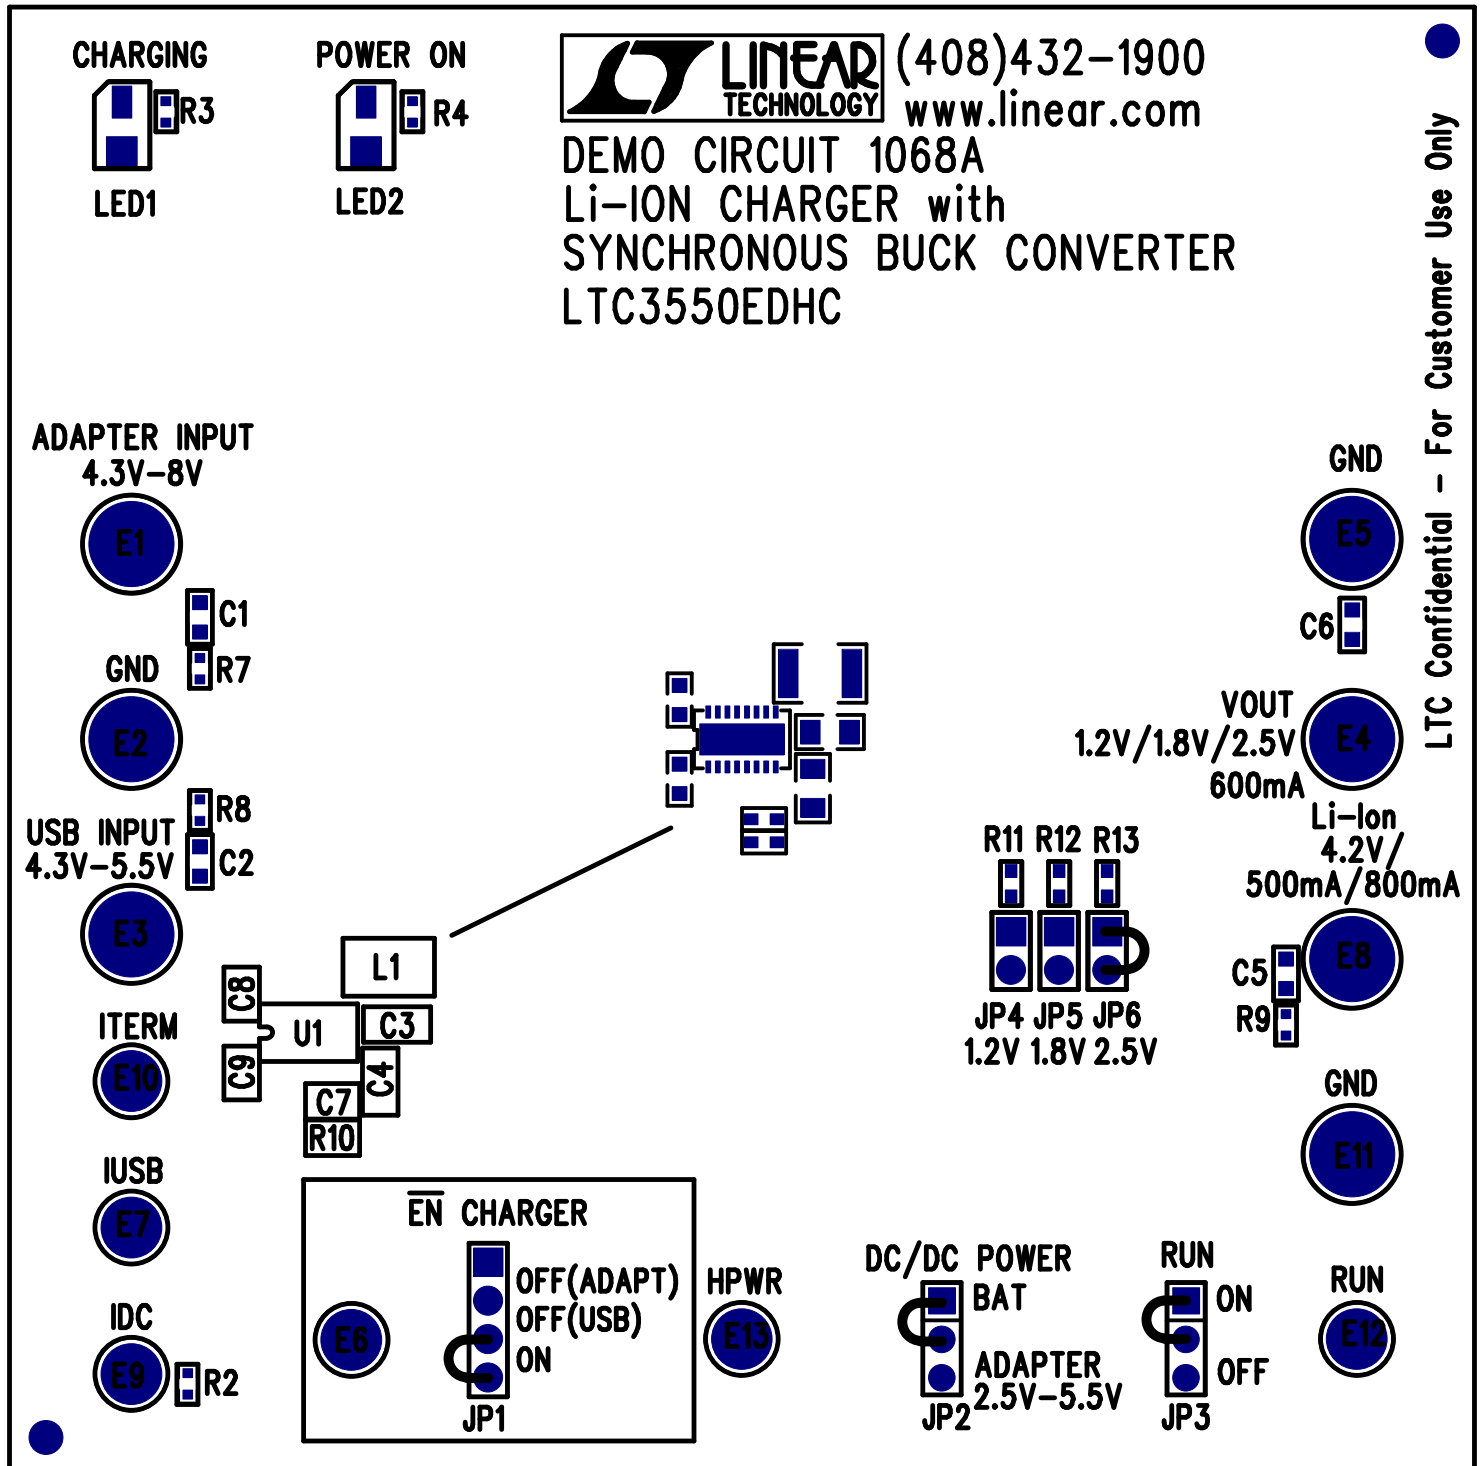 CHARGING
R3
LED1
POWER ON
R4
LED2
LINEAR
TECHNOLOGY
(408)432-1900
www.linear.com
DEMO CIRCUIT 1068A
Li-ION CHARGER with
SYNCHRONOUS BUCK CONVERTER
LTC3550EDHC
LTC Confidential - For Customer Use Only
ADAPTER INPUT
4.3V-8V
E1
C1
R7
GND
E2
R8
USB INPUT
4.3V-5.5V
C2
E3
ITERM
E10
IUSB
E7
IDC
E9
R2
L1
C8
U1
C3
C9
C4
C7
R10
GND
E5
C6
VOUT
1.2V/1.8V/2.5V
600mA
E4
Li-Ion
4.2V/
500mA/800mA
E8
C5
R9
GND
E11
R11 R12 R13
JP4 JP5 JP6
1.2V 1.8V 2.5V
EN CHARGER
OFF(ADAPT)
OFF(USB)
ON
JP1
E6
HPWR
E13
DC/DC POWER
BAT
ADAPTER
2.5V-5.5V
JP2
RUN
ON
OFF
JP3
RUN
E12